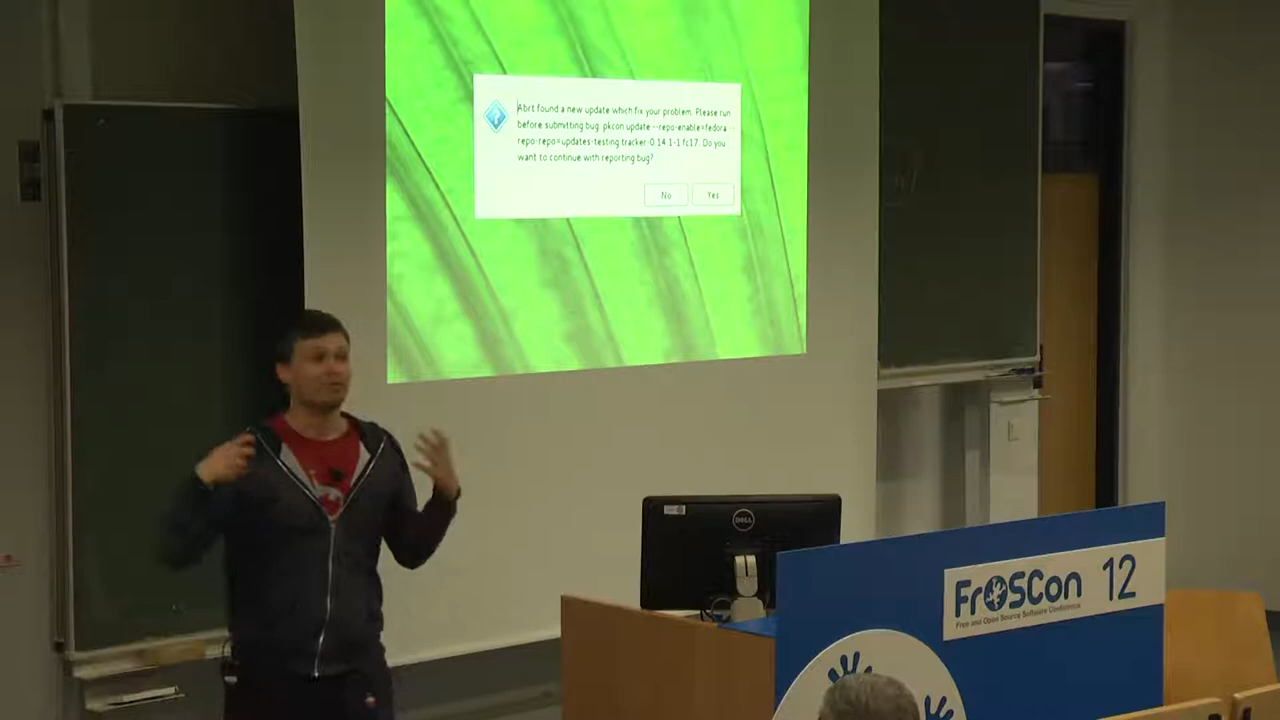 Abrt found a new update which fix your problem. Please run
before submitting bug: pkcon update --repo-enable=fedora --
repo-repo=updates-testing tracker-0.14.1-1.fc17. Do you
want to continue with reporting bug?
No Yes
DELL
FrOSCon 12
Free and Open Source Software Conference